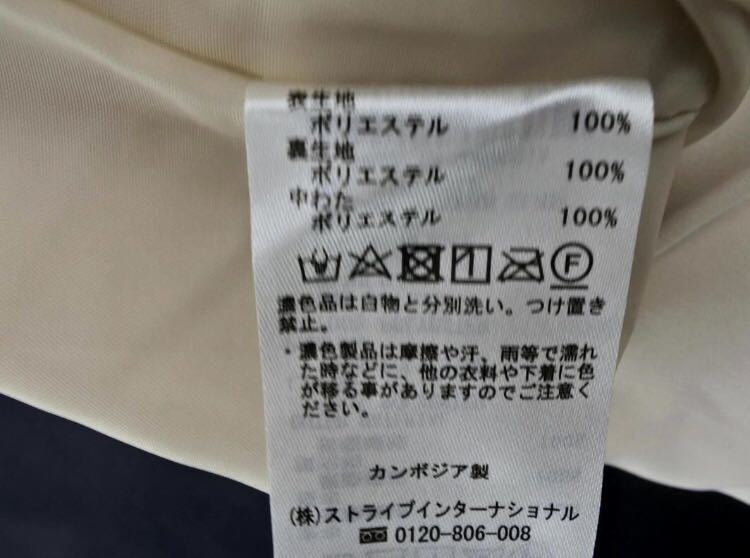 表生地
ポリエステル 100%
裏生地
ポリエステル 100%
中わた
ポリエステル 100%
F
濃色品は白物と分別洗い。つけ置き
禁止。
・濃色製品は摩擦や汗、雨等で濡れ
た時などに、他の衣料や下着に色
が移る事がありますのでご注意く
ださい。
カンボジア製
(株)ストライプインターナショナル
0120-806-008